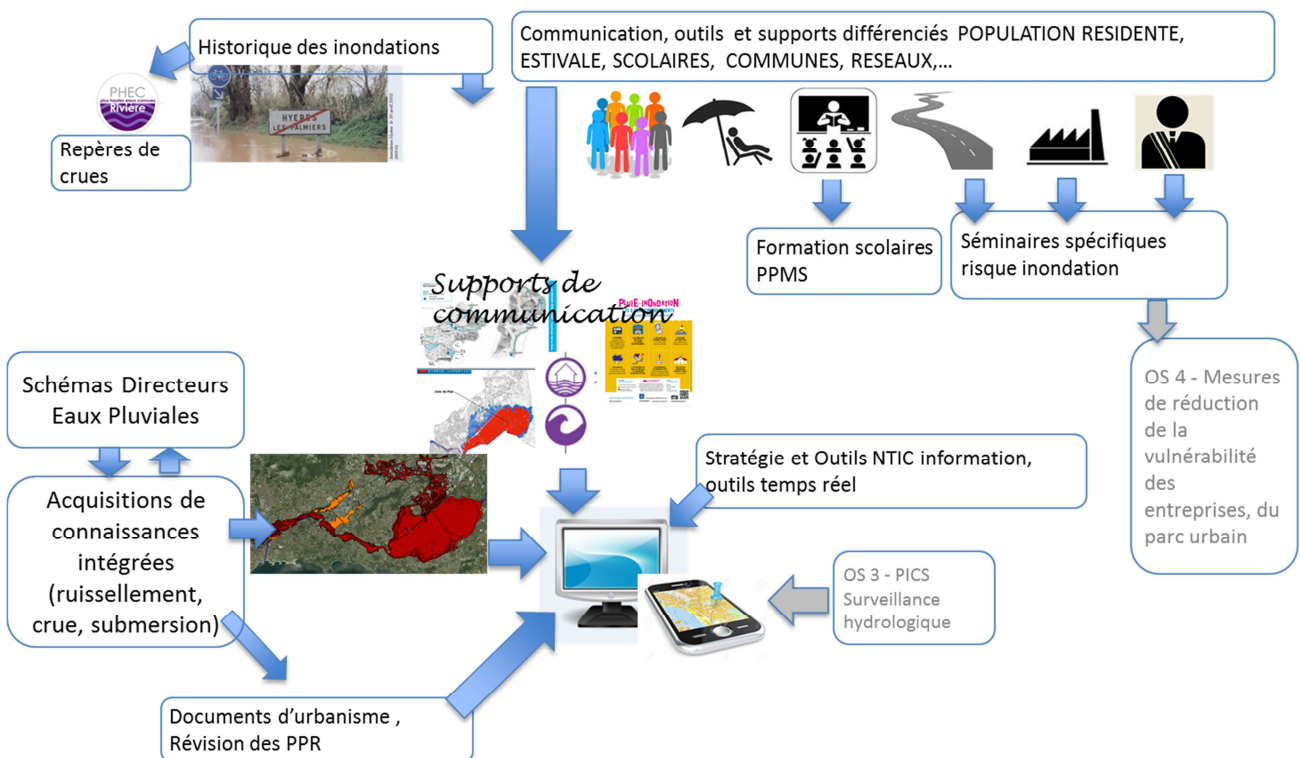 Historique des inondations
Communication, outils  et supports différenciés  POPULATION RESIDENTE,
ESTIVALE, SCOLAIRES,  COMMUNES, RESEAUX,…
PHEC
plus hautes eaux connues
Rivière
HYERES
LES PALMIERS
Repères de
crues
Formation scolaires
PPMS
Séminaires spécifiques
risque inondation
Supports de
communication
PLUIE-INONDATION
Schémas Directeurs
Eaux Pluviales
OS 4 - Mesures
de réduction
de la
vulnérabilité
des
entreprises, du
parc urbain
Stratégie et Outils NTIC information,
outils temps réel
Acquisitions de
connaissances
intégrées
(ruissellement,
crue, submersion)
OS 3 - PICS
Surveillance
hydrologique
Documents d'urbanisme ,
Révision des PPR